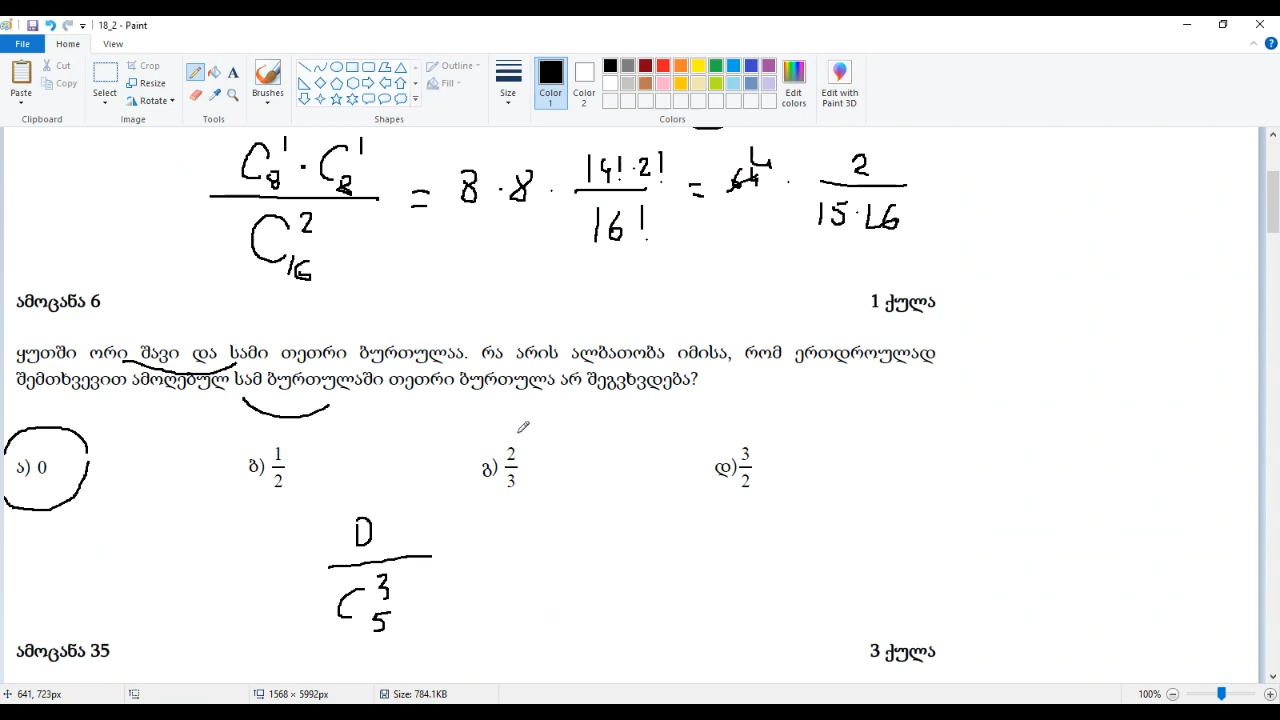 18_2 - Paint
File Home View
Paste Cut Copy Clipboard
Select Crop Resize Rotate Image
Tools
Brushes
Shapes Outline Fill
Size
Color 1 Color 2 Colors Edit colors
Edit with Paint 3D
C₈¹ · C₈¹ / C₁₆² = 8 · 8 · 14! · 2! / 16! = 64 4 · 2 / 15 · 16
ამოცანა 6 1 ქულა
ყუთში ორი შავი და სამი თეთრი ბურთულაა. რა არის ალბათობა იმისა, რომ ერთდროულად
შემთხვევით ამოღებულ სამ ბურთულაში თეთრი ბურთულა არ შეგვხვდება?
ა) 0 ბ) 1/2 გ) 2/3 დ) 3/2
0 / C₅³
ამოცანა 35 3 ქულა
641, 723px 1568 × 5992px Size: 784.1KB 100%